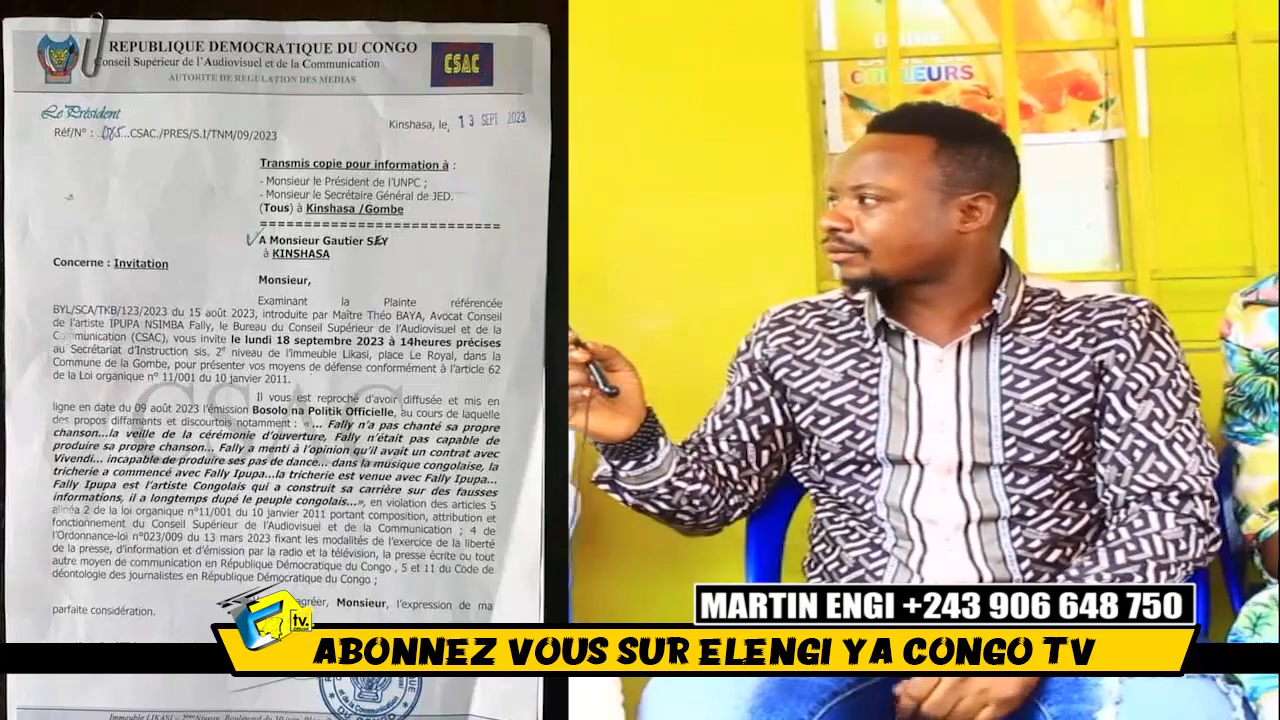 REPUBLIQUE DEMOCRATIQUE DU CONGO
Conseil Supérieur de l'Audiovisuel et de la Communication
AUTORITE DE REGULATION DES MEDIAS
CSAC
Le Président
Kinshasa, le, 13 SEPT 2023
Réf/N° : CSAC./PRES/S.I/TNM/09/2023
Transmis copie pour information à :
- Monsieur le Président de l'UNPC ;
- Monsieur le Secrétaire Général de JED.
(Tous) à Kinshasa /Gombe
A Monsieur Gautier SEY
à KINSHASA
Concerne : Invitation
Monsieur,
Examinant la Plainte référencée
BYL/SCA/TKB/123/2023 du 15 août 2023, introduite par Maître Théo BAYA, Avocat Conseil
de l'artiste IPUPA NSIMBA Fally, le Bureau du Conseil Supérieur de l'Audiovisuel et de la
Communication (CSAC), vous invite le lundi 18 septembre 2023 à 14heures précises
au Secrétariat d'Instruction sis. 2e niveau de l'immeuble Likasi, place Le Royal, dans la
Commune de la Gombe, pour présenter vos moyens de défense conformément à l'article 62
de la Loi organique n° 11/001 du 10 janvier 2011.
Il vous est reproché d'avoir diffusée et mis en
ligne en date du 09 août 2023 l'émission Bosolo na Politik Officielle, au cours de laquelle
des propos diffamants et discourtois notamment : « ... Fally n'a pas chanté sa propre
chanson...la veille de la cérémonie d'ouverture, Fally n'était pas capable de
produire sa propre chanson... Fally a menti à l'opinion qu'il avait un contrat avec
Vivendi... incapable de produire ses pas de dance... dans la musique congolaise, la
tricherie a commencé avec Fally Ipupa...la tricherie est venue avec Fally Ipupa...
Fally Ipupa est l'artiste Congolais qui a construit sa carrière sur des fausses
informations, il a longtemps dupé le peuple congolais...», en violation des articles 5
alinéa 2 de la loi organique n°11/001 du 10 janvier 2011 portant composition, attribution et
fonctionnement du Conseil Supérieur de l'Audiovisuel et de la Communication ; 4 de
l'Ordonnance-loi n°023/009 du 13 mars 2023 fixant les modalités de l'exercice de la liberté
de la presse, d'information et d'émission par la radio et la télévision, la presse écrite ou tout
autre moyen de communication en République Démocratique du Congo , 5 et 11 du Code de
déontologie des journalistes en République Démocratique du Congo ;
agréer, Monsieur, l'expression de ma
parfaite considération.
COULEURS
MARTIN ENGI +243 906 648 750
tv.
ABONNEZ VOUS SUR ELENGI YA CONGO TV
DU CONGO